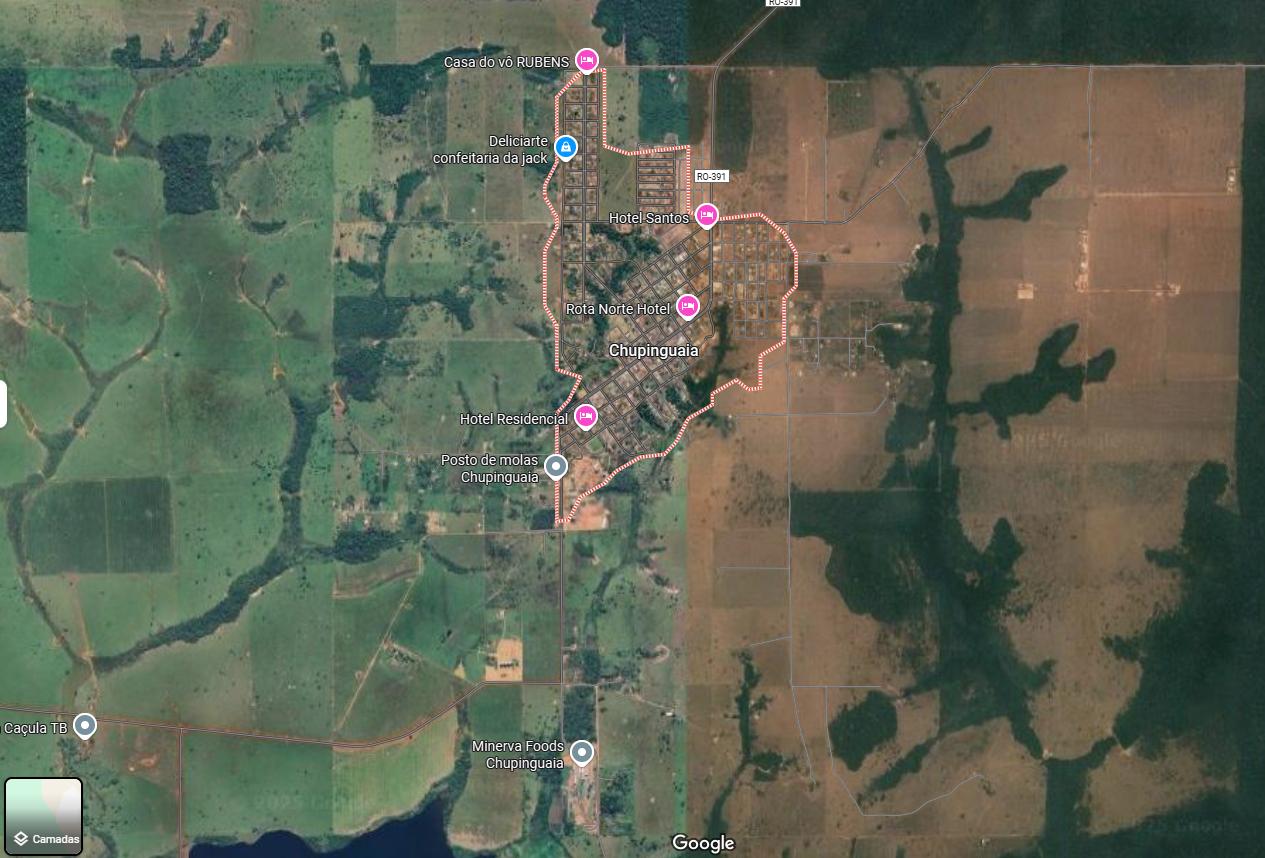 RO-391
Casa do vô RUBENS
Deliciarte
confeitaria da jack
RO-391
Hotel Santos
Rota Norte Hotel
Chupinguaia
Hotel Residencial
Posto de molas
Chupinguaia
Caçula TB
Minerva Foods
Chupinguaia
Camadas
Google